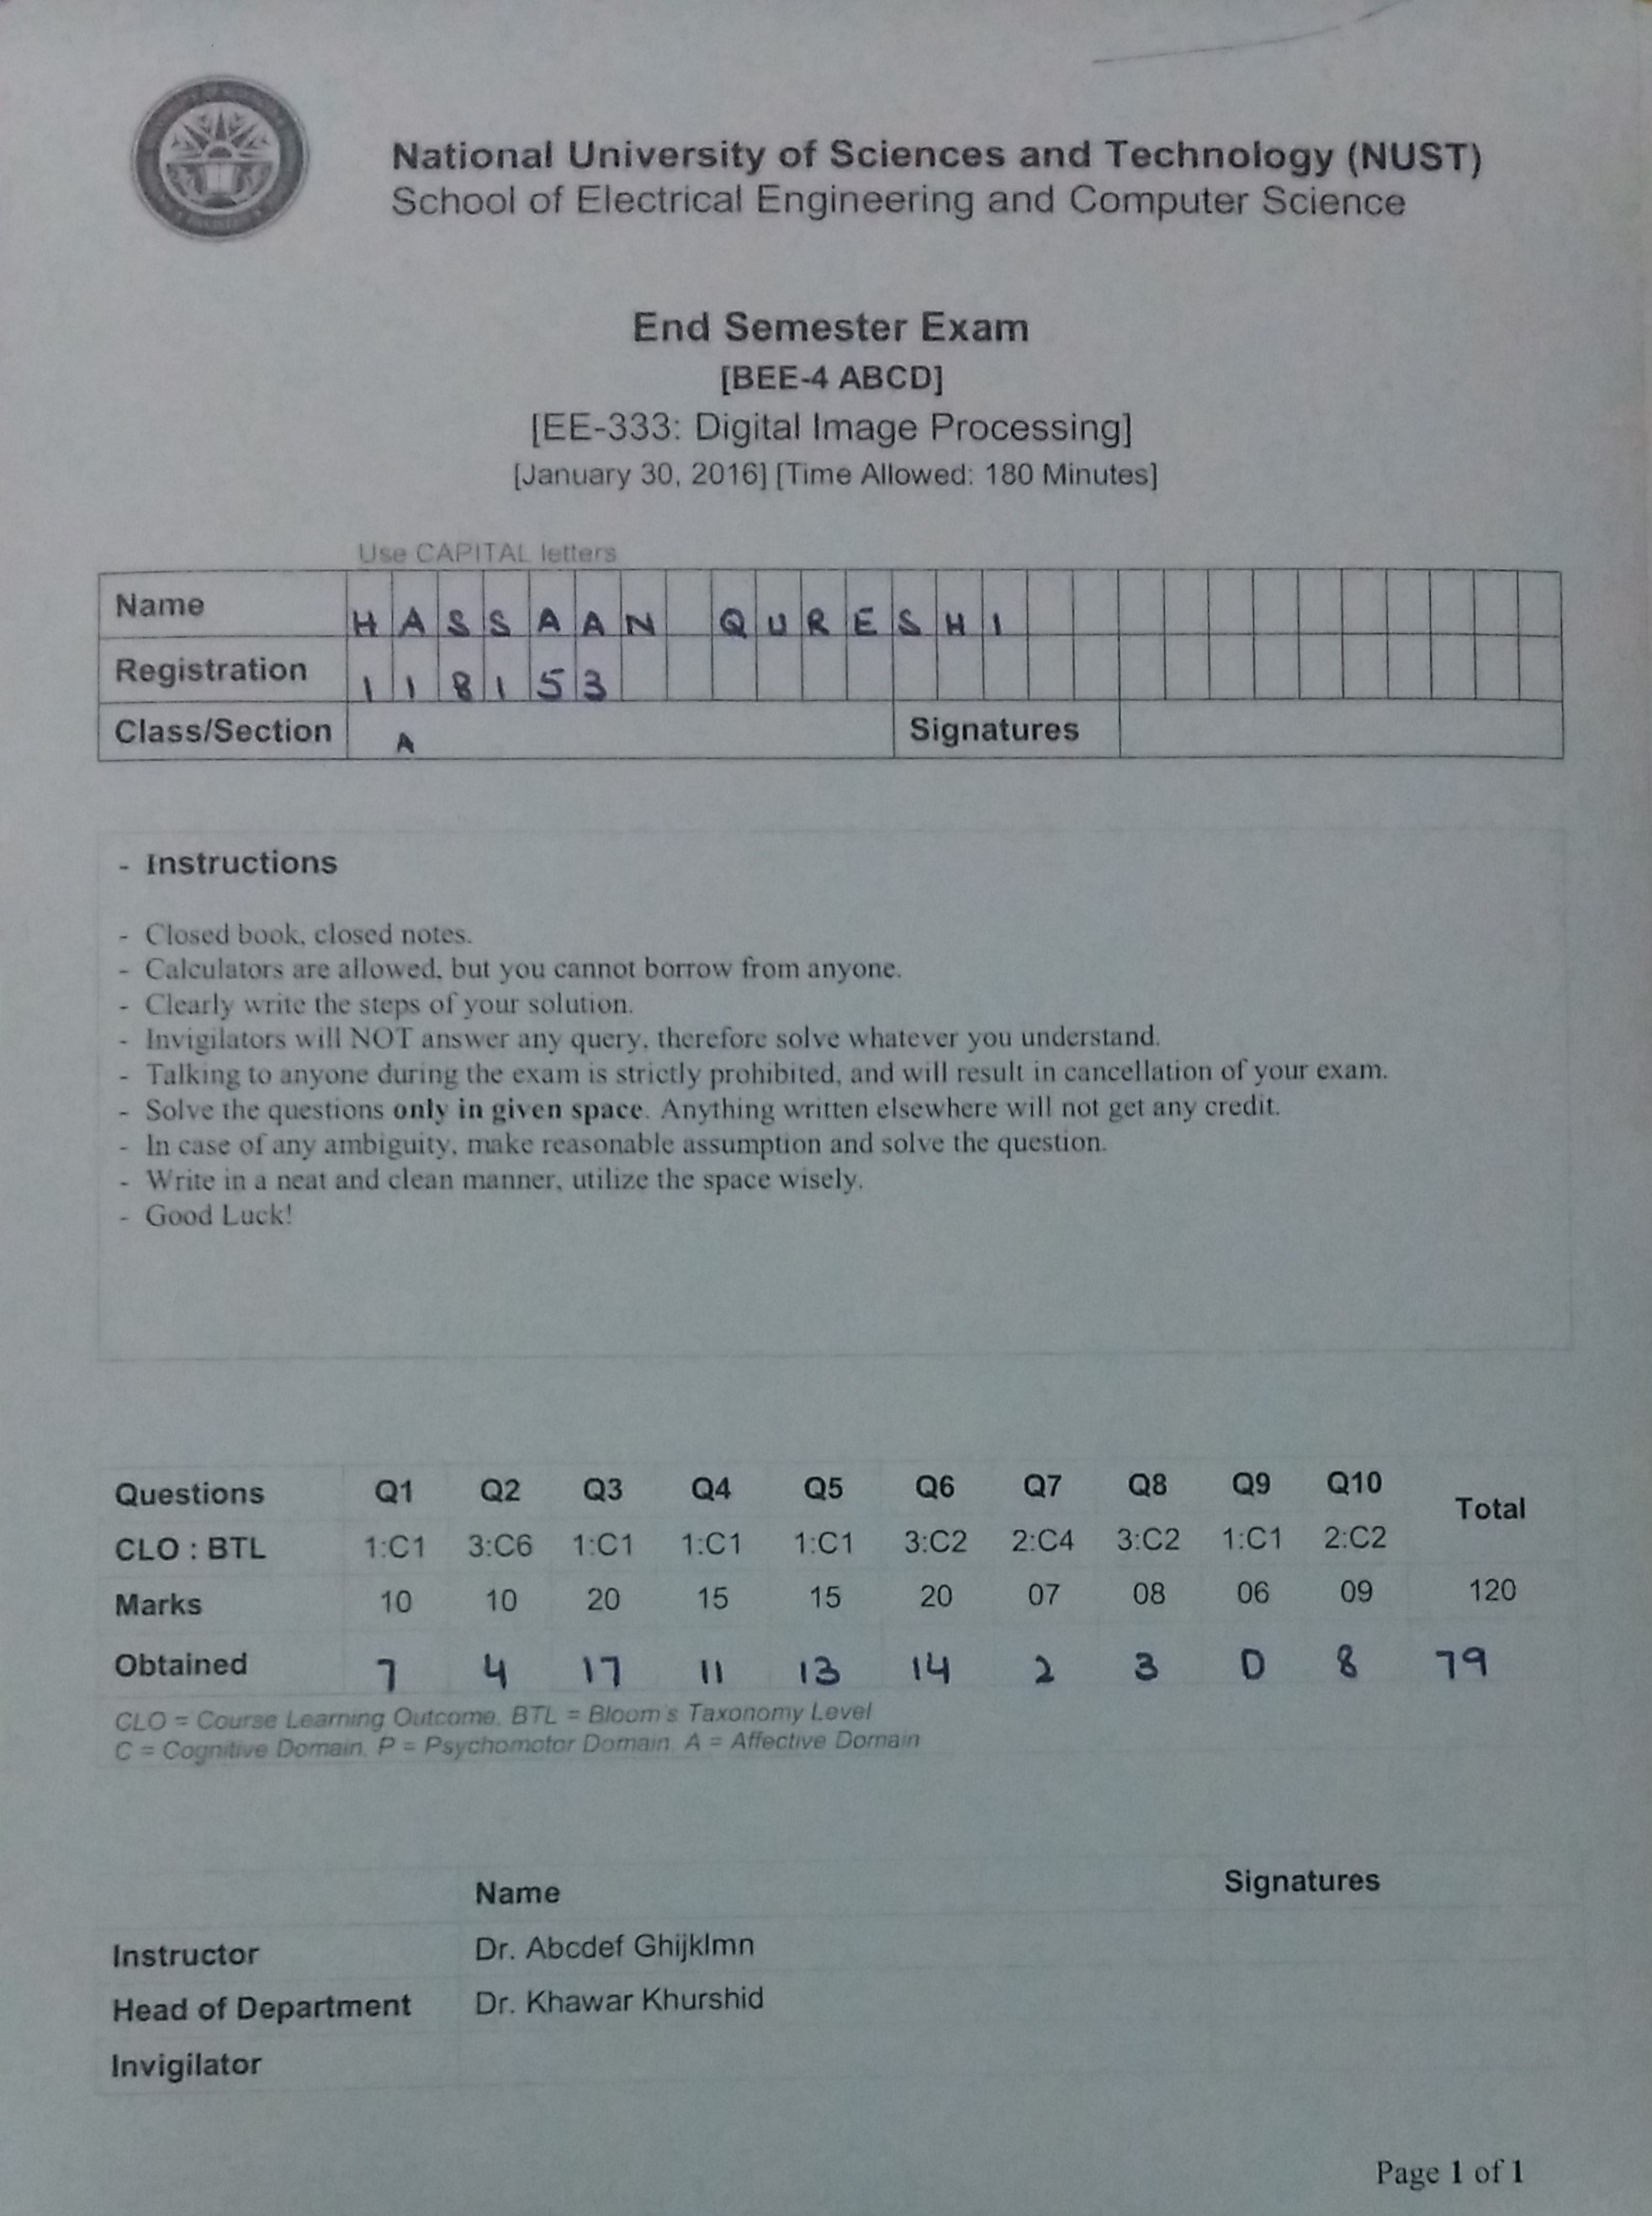 National University of Sciences and Technology (NUST)
School of Electrical Engineering and Computer Science
End Semester Exam
[BEE-4 ABCD]
[EE-333: Digital Image Processing]
[January 30, 2016] [Time Allowed: 180 Minutes]
Use CAPITAL letters
Name HASSAAN QURESHI
Registration 118153
Class/Section A Signatures
- Instructions
- Closed book, closed notes.
- Calculators are allowed, but you cannot borrow from anyone.
- Clearly write the steps of your solution.
- Invigilators will NOT answer any query, therefore solve whatever you understand.
- Talking to anyone during the exam is strictly prohibited, and will result in cancellation of your exam.
- Solve the questions only in given space. Anything written elsewhere will not get any credit.
- In case of any ambiguity, make reasonable assumption and solve the question.
- Write in a neat and clean manner, utilize the space wisely.
- Good Luck!
Questions Q1 Q2 Q3 Q4 Q5 Q6 Q7 Q8 Q9 Q10 Total
CLO : BTL 1:C1 3:C6 1:C1 1:C1 1:C1 3:C2 2:C4 3:C2 1:C1 2:C2
Marks 10 10 20 15 15 20 07 08 06 09 120
Obtained 7 4 17 11 13 14 2 3 0 8 79
CLO = Course Learning Outcome, BTL = Bloom's Taxonomy Level
C = Cognitive Domain, P = Psychomotor Domain, A = Affective Domain
Name Signatures
Instructor Dr. Abcdef Ghijklmn
Head of Department Dr. Khawar Khurshid
Invigilator
Page 1 of 1